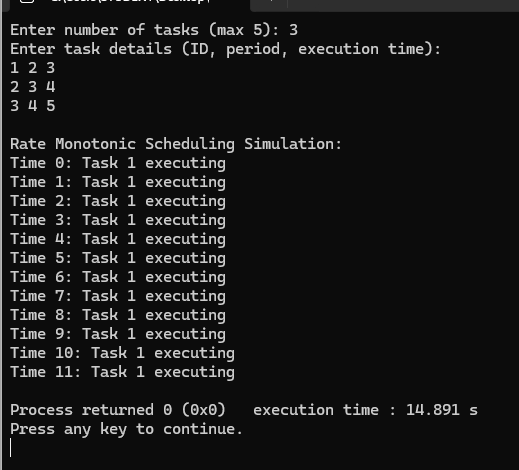 Enter number of tasks (max 5): 3
Enter task details (ID, period, execution time):
1 2 3
2 3 4
3 4 5
Rate Monotonic Scheduling Simulation:
Time 0: Task 1 executing
Time 1: Task 1 executing
Time 2: Task 1 executing
Time 3: Task 1 executing
Time 4: Task 1 executing
Time 5: Task 1 executing
Time 6: Task 1 executing
Time 7: Task 1 executing
Time 8: Task 1 executing
Time 9: Task 1 executing
Time 10: Task 1 executing
Time 11: Task 1 executing
Process returned 0 (0x0)   execution time : 14.891 s
Press any key to continue.